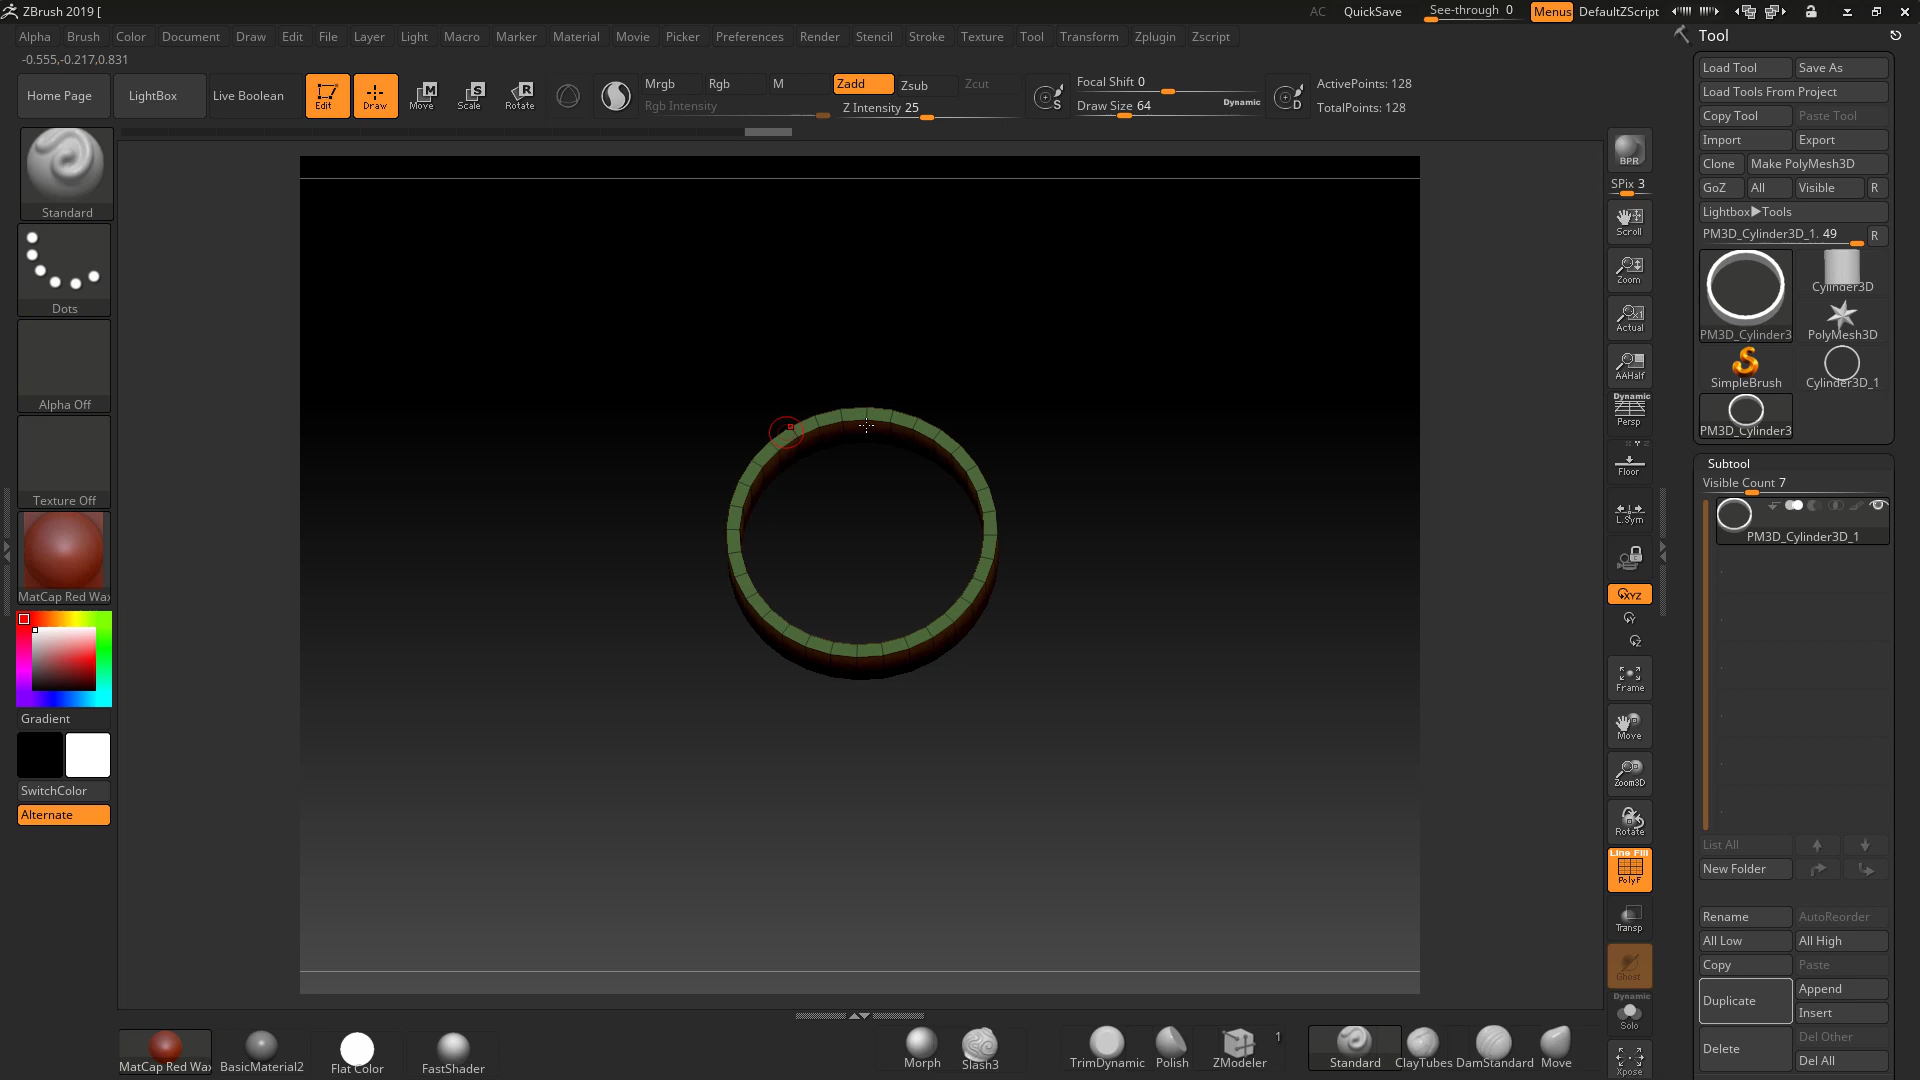 ZBrush 2019 [
AC QuickSave See-through 0 Menus DefaultZScript
Alpha Brush Color Document Draw Edit File Layer Light Macro Marker Material Movie Picker Preferences Render Stencil Stroke Texture Tool Transform Zplugin Zscript
-0.555,-0.217,0.831
Home Page LightBox Live Boolean Edit Draw Move Scale Rotate
M S R
Mrgb Rgb M Zadd Zsub Zcut
Rgb Intensity Z Intensity 25
S D
Focal Shift 0
Draw Size 64 Dynamic
ActivePoints: 128
TotalPoints: 128
Standard
Dots
Alpha Off
Texture Off
MatCap Red Wax
Gradient
SwitchColor
Alternate
BPR
SPix 3
Scroll
Zoom
Actual
AAHalf
Dynamic
Persp
Floor
L.Sym
XYZ
Y
Z
Frame
Move
Zoom3D
Rotate
Line Fill
PolyF
Transp
Ghost
Dynamic
Solo
Xpose
Tool
Load Tool Save As
Load Tools From Project
Copy Tool Paste Tool
Import Export
Clone Make PolyMesh3D
GoZ All Visible R
Lightbox▶Tools
PM3D_Cylinder3D_1. 49 R
PM3D_Cylinder3 Cylinder3D
PolyMesh3D
SimpleBrush Cylinder3D_1
PM3D_Cylinder3
Subtool
Visible Count 7
PM3D_Cylinder3D_1
List All
New Folder
Rename AutoReorder
All Low All High
Copy Paste
Duplicate Append
Insert
Delete Del Other
Del All
MatCap Red Wax BasicMaterial2 Flat Color FastShader
Morph Slash3 TrimDynamic Polish ZModeler 1 Standard ClayTubes DamStandard Move